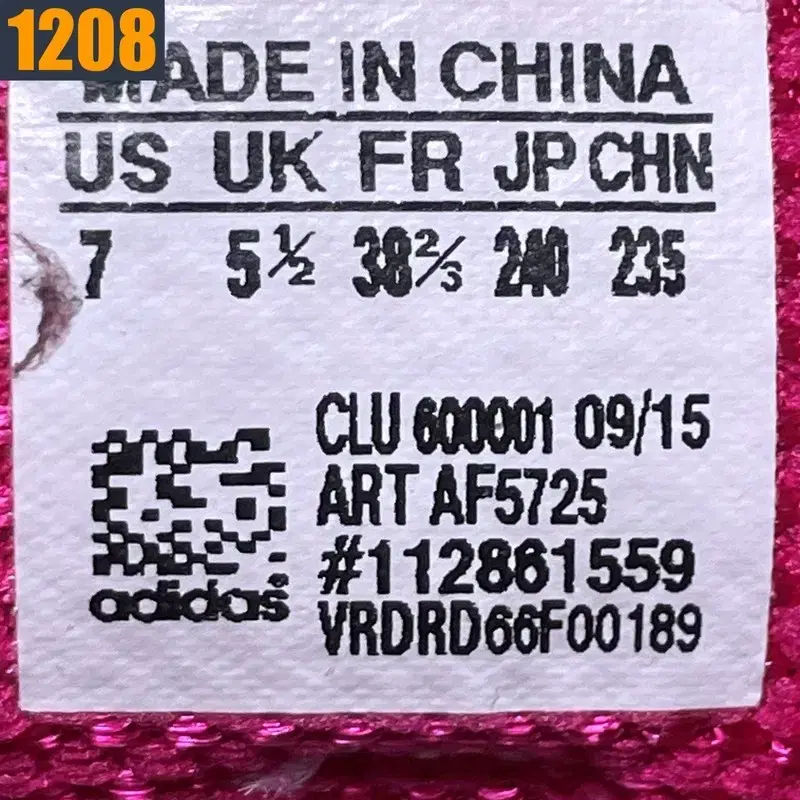 1208
MADE IN CHINA
US UK FR JP CHN
7 5½ 38⅔ 240 235
CLU 600001 09/15
ART AF5725
#112861559
adidas®
VRDRD66F00189